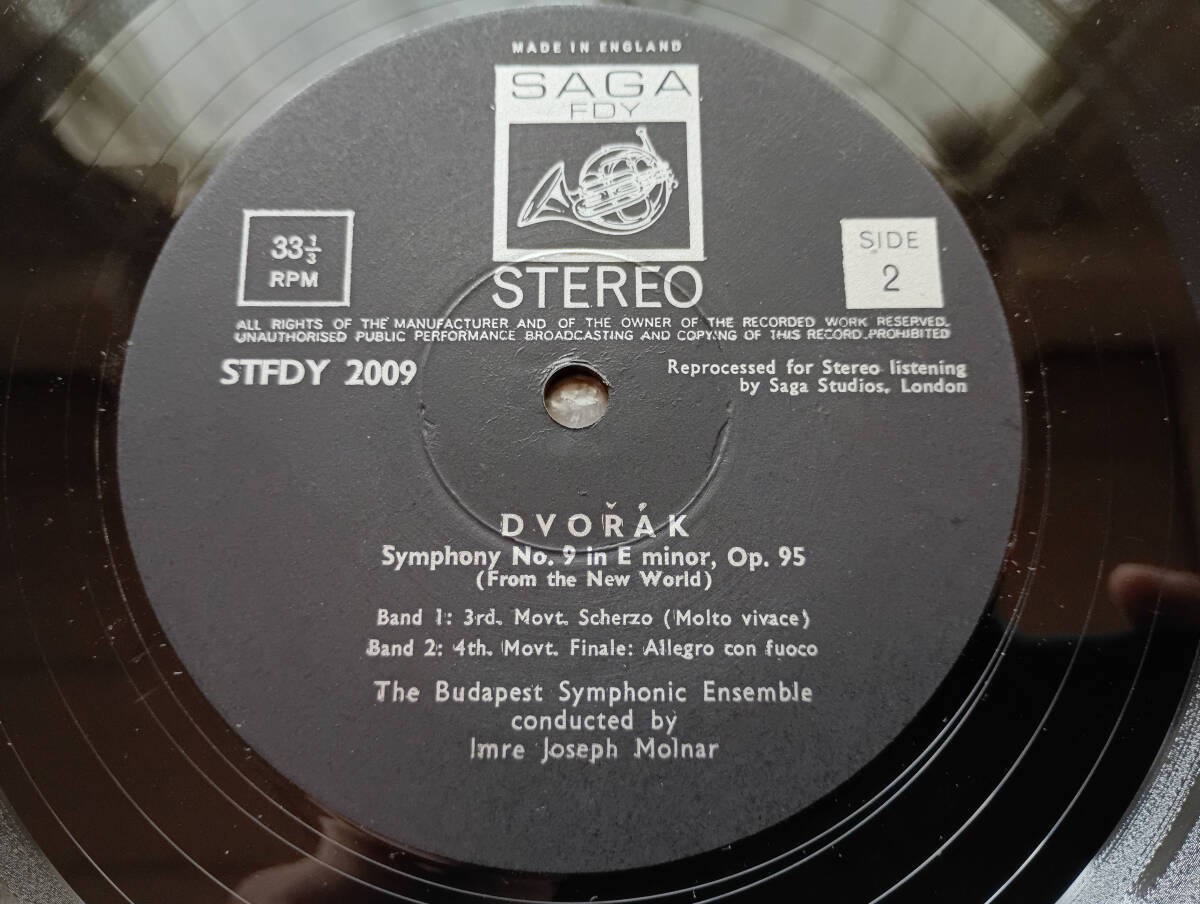 MADE IN ENGLAND
SAGA
FDY
33 1/3
RPM
STEREO
SIDE
2
ALL RIGHTS OF THE MANUFACTURER AND OF THE OWNER OF THE RECORDED WORK RESERVED.
UNAUTHORISED PUBLIC PERFORMANCE BROADCASTING AND COPYING OF THIS RECORD PROHIBITED
STFDY 2009
Reprocessed for Stereo listening
by Saga Studios, London
DVOŘÁK
Symphony No. 9 in E minor, Op. 95
(From the New World)
Band 1: 3rd. Movt. Scherzo (Molto vivace)
Band 2: 4th. Movt. Finale: Allegro con fuoco
The Budapest Symphonic Ensemble
conducted by
Imre Joseph Molnar